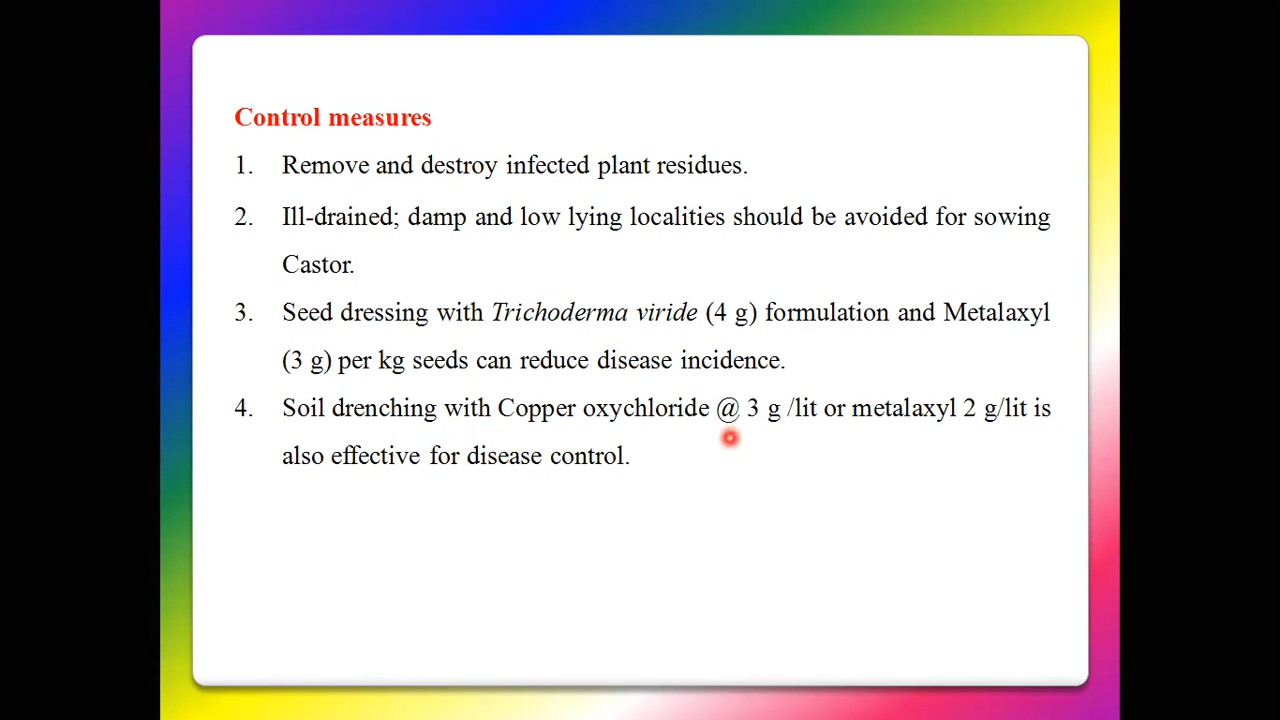 Control measures
1. Remove and destroy infected plant residues.
2. Ill-drained; damp and low lying localities should be avoided for sowing
Castor.
3. Seed dressing with Trichoderma viride (4 g) formulation and Metalaxyl
(3 g) per kg seeds can reduce disease incidence.
4. Soil drenching with Copper oxychloride @ 3 g /lit or metalaxyl 2 g/lit is
also effective for disease control.